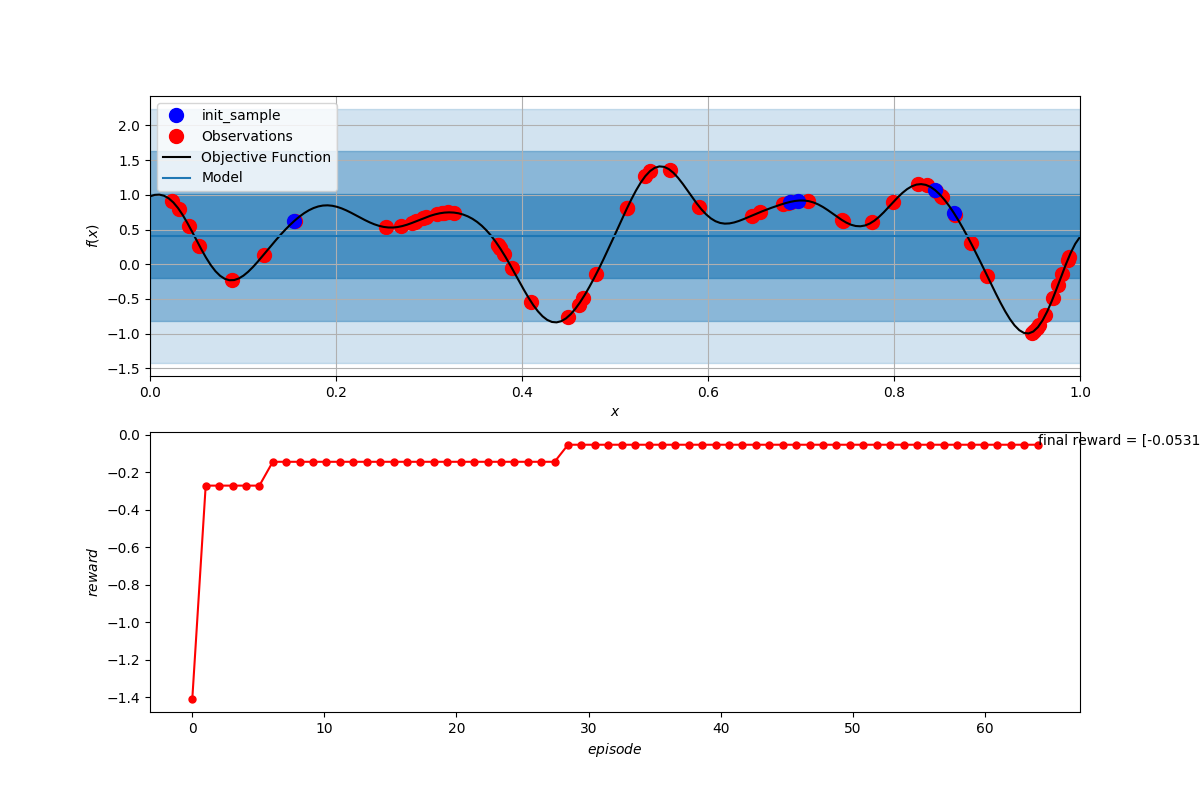 init_sample
Observations
Objective Function
Model
f(x)
2.0
1.5
1.0
0.5
0.0
−0.5
−1.0
−1.5
0.0 0.2 0.4 0.6 0.8 1.0
x
final reward = [-0.0531
reward
0.0
−0.2
−0.4
−0.6
−0.8
−1.0
−1.2
−1.4
0 10 20 30 40 50 60
episode